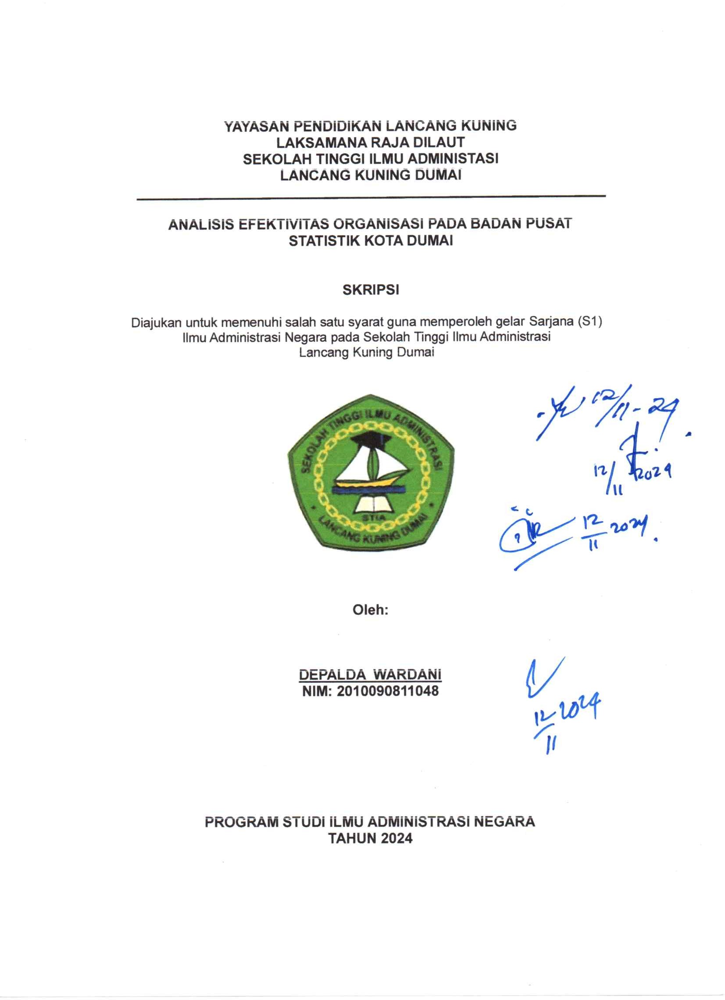 YAYASAN PENDIDIKAN LANCANG KUNING
LAKSAMANA RAJA DILAUT
SEKOLAH TINGGI ILMU ADMINISTASI
LANCANG KUNING DUMAI
ANALISIS EFEKTIVITAS ORGANISASI PADA BADAN PUSAT
STATISTIK KOTA DUMAI
SKRIPSI
Diajukan untuk memenuhi salah satu syarat guna memperoleh gelar Sarjana (S1)
Ilmu Administrasi Negara pada Sekolah Tinggi Ilmu Administrasi
Lancang Kuning Dumai
SEKOLAH TINGGI ILMU ADMINISTRASI
STIA
LANCANG KUNING DUMAI
12/11-24
12/11 2024
12/11 2024
Oleh:
DEPALDA WARDANI
NIM: 2010090811048
12/11 2024
PROGRAM STUDI ILMU ADMINISTRASI NEGARA
TAHUN 2024